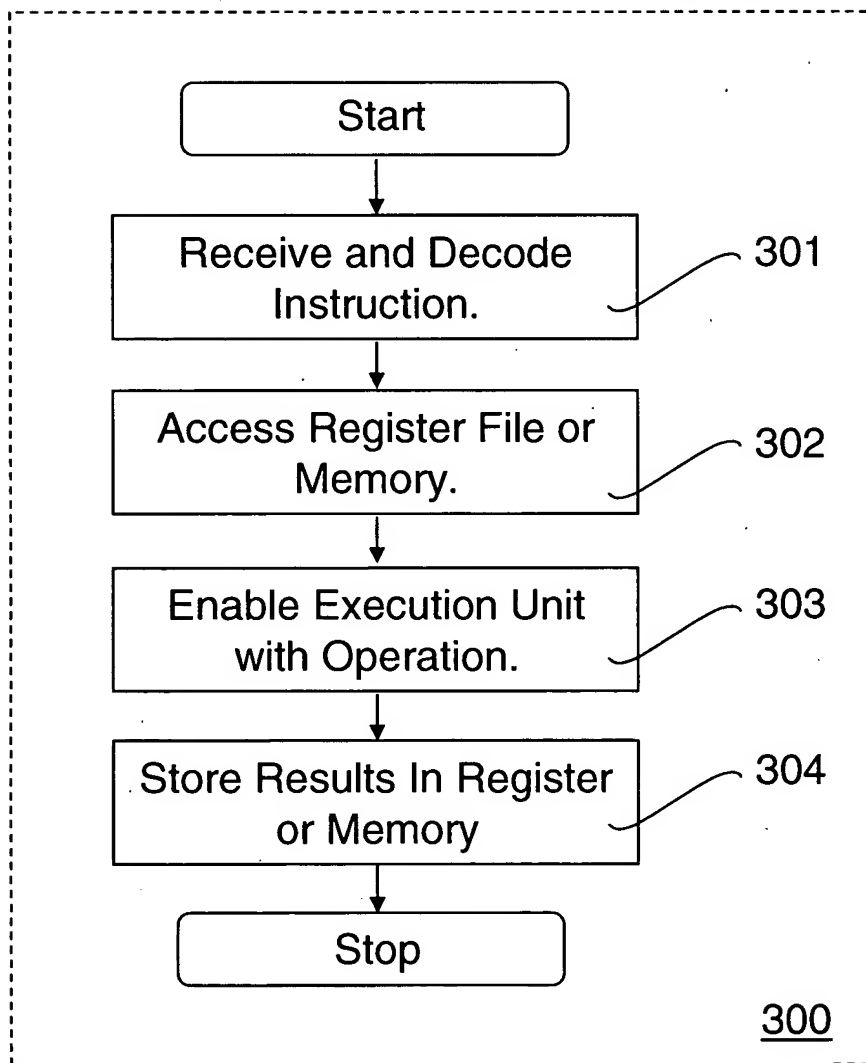 Start
Receive and Decode
Instruction.
301
Access Register File or
Memory.
302
Enable Execution Unit
with Operation.
303
Store Results In Register
or Memory
304
Stop
300